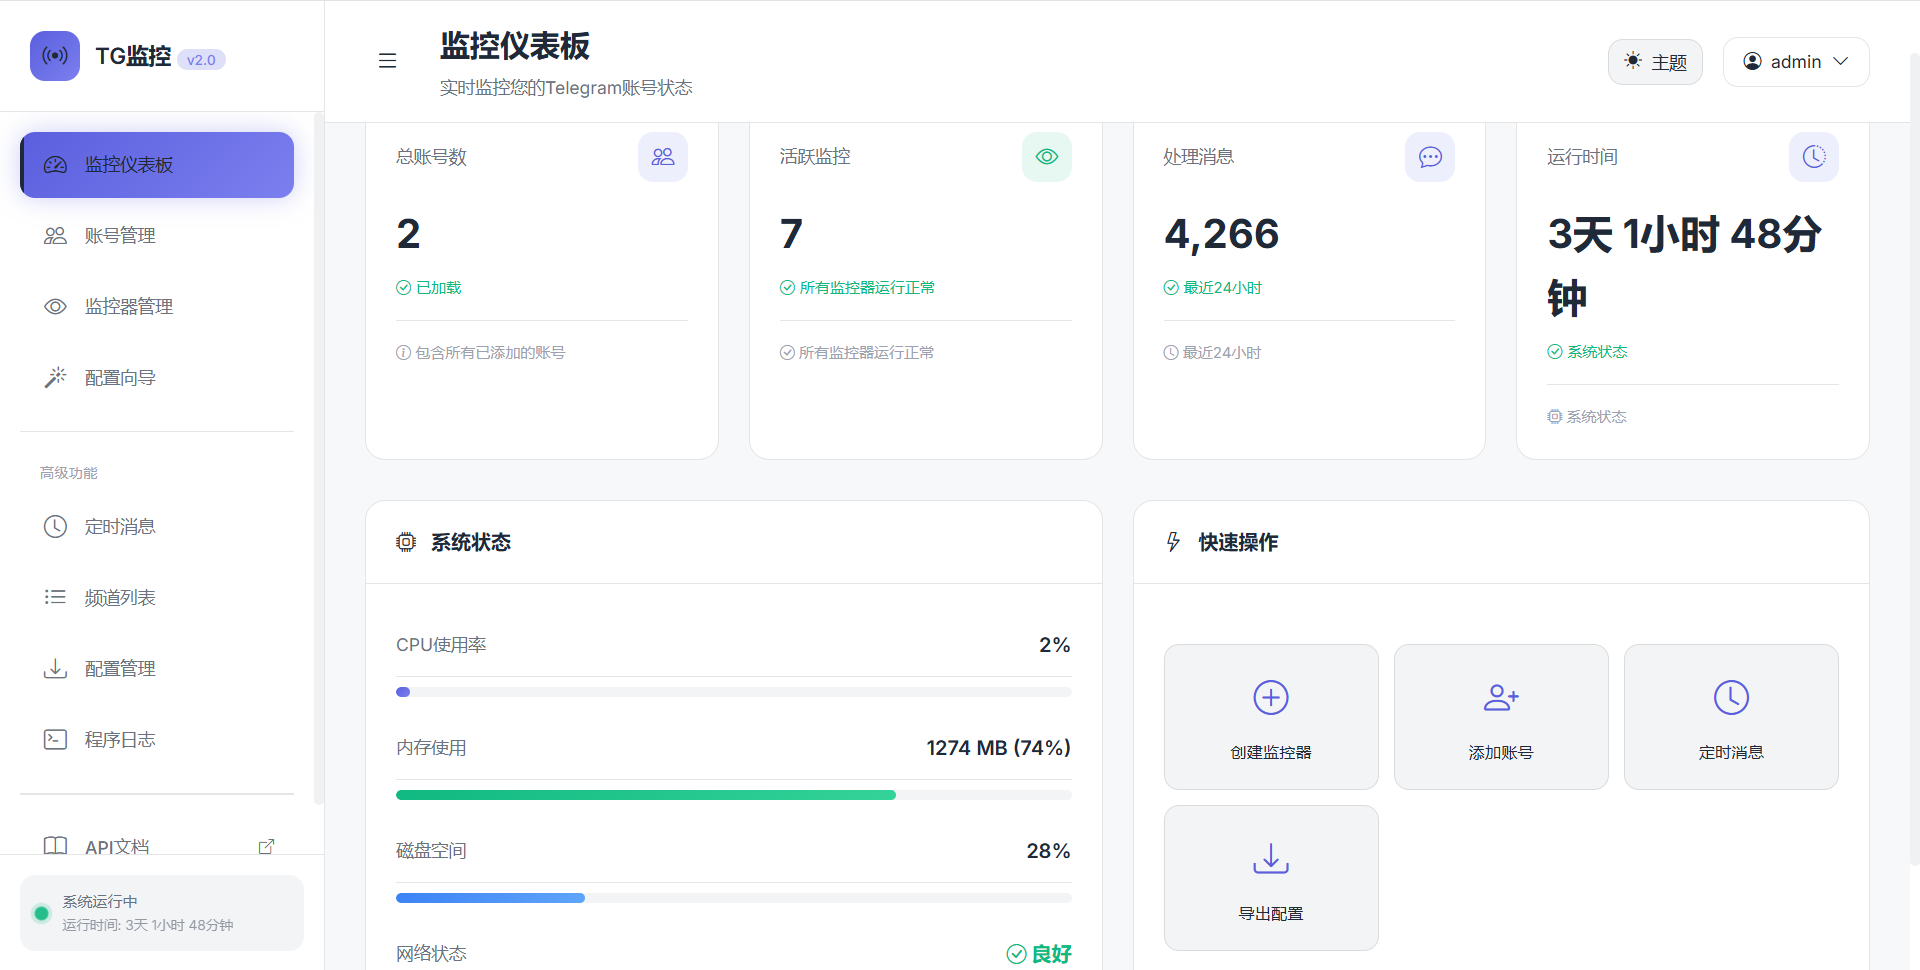 TG监控 v2.0
监控仪表板
账号管理
监控器管理
配置向导
高级功能
定时消息
频道列表
配置管理
程序日志
API文档
系统运行中
运行时间: 3天 1小时 48分钟
监控仪表板
实时监控您的Telegram账号状态
主题
admin
总账号数
2
已加载
包含所有已添加的账号
活跃监控
7
所有监控器运行正常
所有监控器运行正常
处理消息
4,266
最近24小时
最近24小时
运行时间
3天 1小时 48分
钟
系统状态
系统状态
系统状态
CPU使用率 2%
内存使用 1274 MB (74%)
磁盘空间 28%
网络状态 良好
快速操作
创建监控器
添加账号
定时消息
导出配置